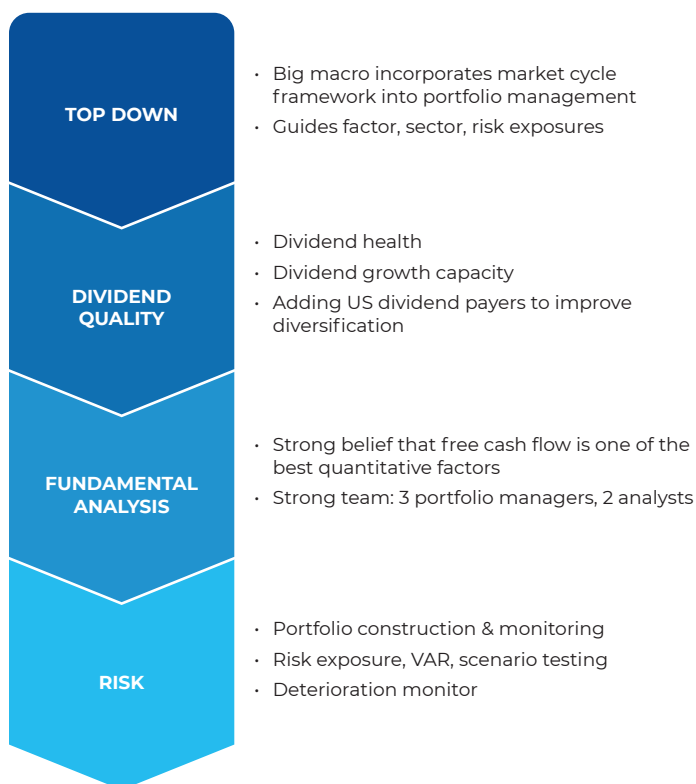 TOP DOWN
• Big macro incorporates market cycle
framework into portfolio management
• Guides factor, sector, risk exposures
DIVIDEND
QUALITY
• Dividend health
• Dividend growth capacity
• Adding US dividend payers to improve
diversification
FUNDAMENTAL
ANALYSIS
• Strong belief that free cash flow is one of the
best quantitative factors
• Strong team: 3 portfolio managers, 2 analysts
RISK
• Portfolio construction & monitoring
• Risk exposure, VAR, scenario testing
• Deterioration monitor